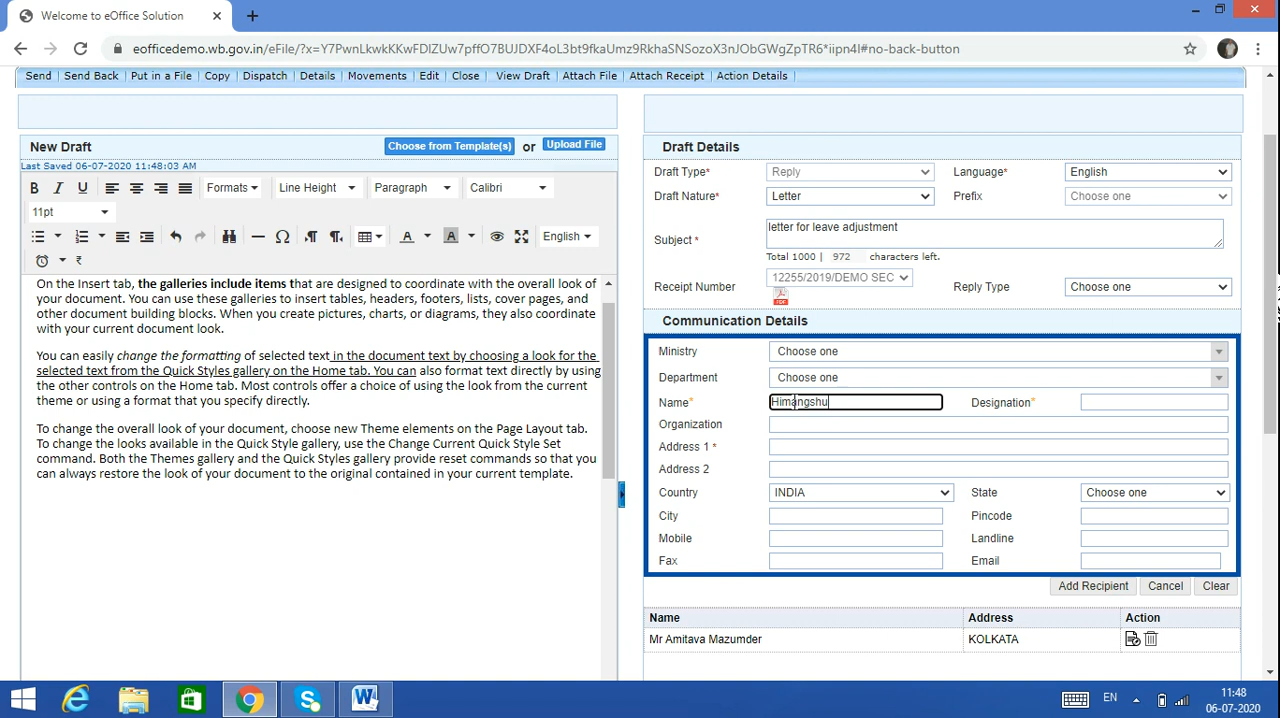 Welcome to eOffice Solution
eofficedemo.wb.gov.in/eFile/?x=Y7PwnLkwkKKwFDlZUw7pffO7BUJDXF4oL3bt9fkaUmz9RkhaSNSozoX3nJObGWgZpTR6*iipn4l#no-back-button
Send Send Back Put in a File Copy Dispatch Details Movements Edit Close View Draft Attach File Attach Receipt Action Details
New Draft Choose from Template(s) or Upload File
Last Saved 06-07-2020 11:48:03 AM
B I U Formats Line Height Paragraph Calibri
11pt
English
On the Insert tab, the galleries include items that are designed to coordinate with the overall look of
your document. You can use these galleries to insert tables, headers, footers, lists, cover pages, and
other document building blocks. When you create pictures, charts, or diagrams, they also coordinate
with your current document look.
You can easily change the formatting of selected text in the document text by choosing a look for the
selected text from the Quick Styles gallery on the Home tab. You can also format text directly by using
the other controls on the Home tab. Most controls offer a choice of using the look from the current
theme or using a format that you specify directly.
To change the overall look of your document, choose new Theme elements on the Page Layout tab.
To change the looks available in the Quick Style gallery, use the Change Current Quick Style Set
command. Both the Themes gallery and the Quick Styles gallery provide reset commands so that you
can always restore the look of your document to the original contained in your current template.
Draft Details
Draft Type* Reply Language* English
Draft Nature* Letter Prefix Choose one
Subject * letter for leave adjustment
Total 1000 | 972 characters left.
Receipt Number 12255/2019/DEMO SEC Reply Type Choose one
PDF
Communication Details
Ministry Choose one
Department Choose one
Name* Himangshu Designation*
Organization
Address 1 *
Address 2
Country INDIA State Choose one
City Pincode
Mobile Landline
Fax Email
Add Recipient Cancel Clear
Name Address Action
Mr Amitava Mazumder KOLKATA
EN 11:48
06-07-2020